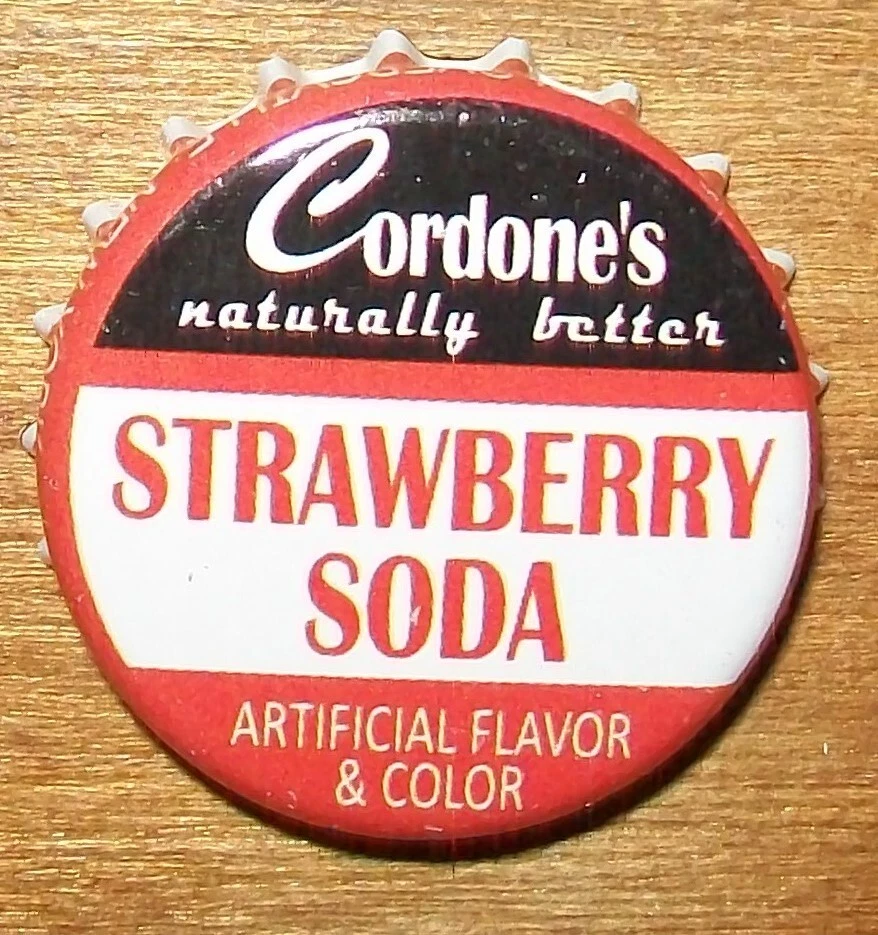 Cordone's
naturally better
STRAWBERRY
SODA
ARTIFICIAL FLAVOR
& COLOR